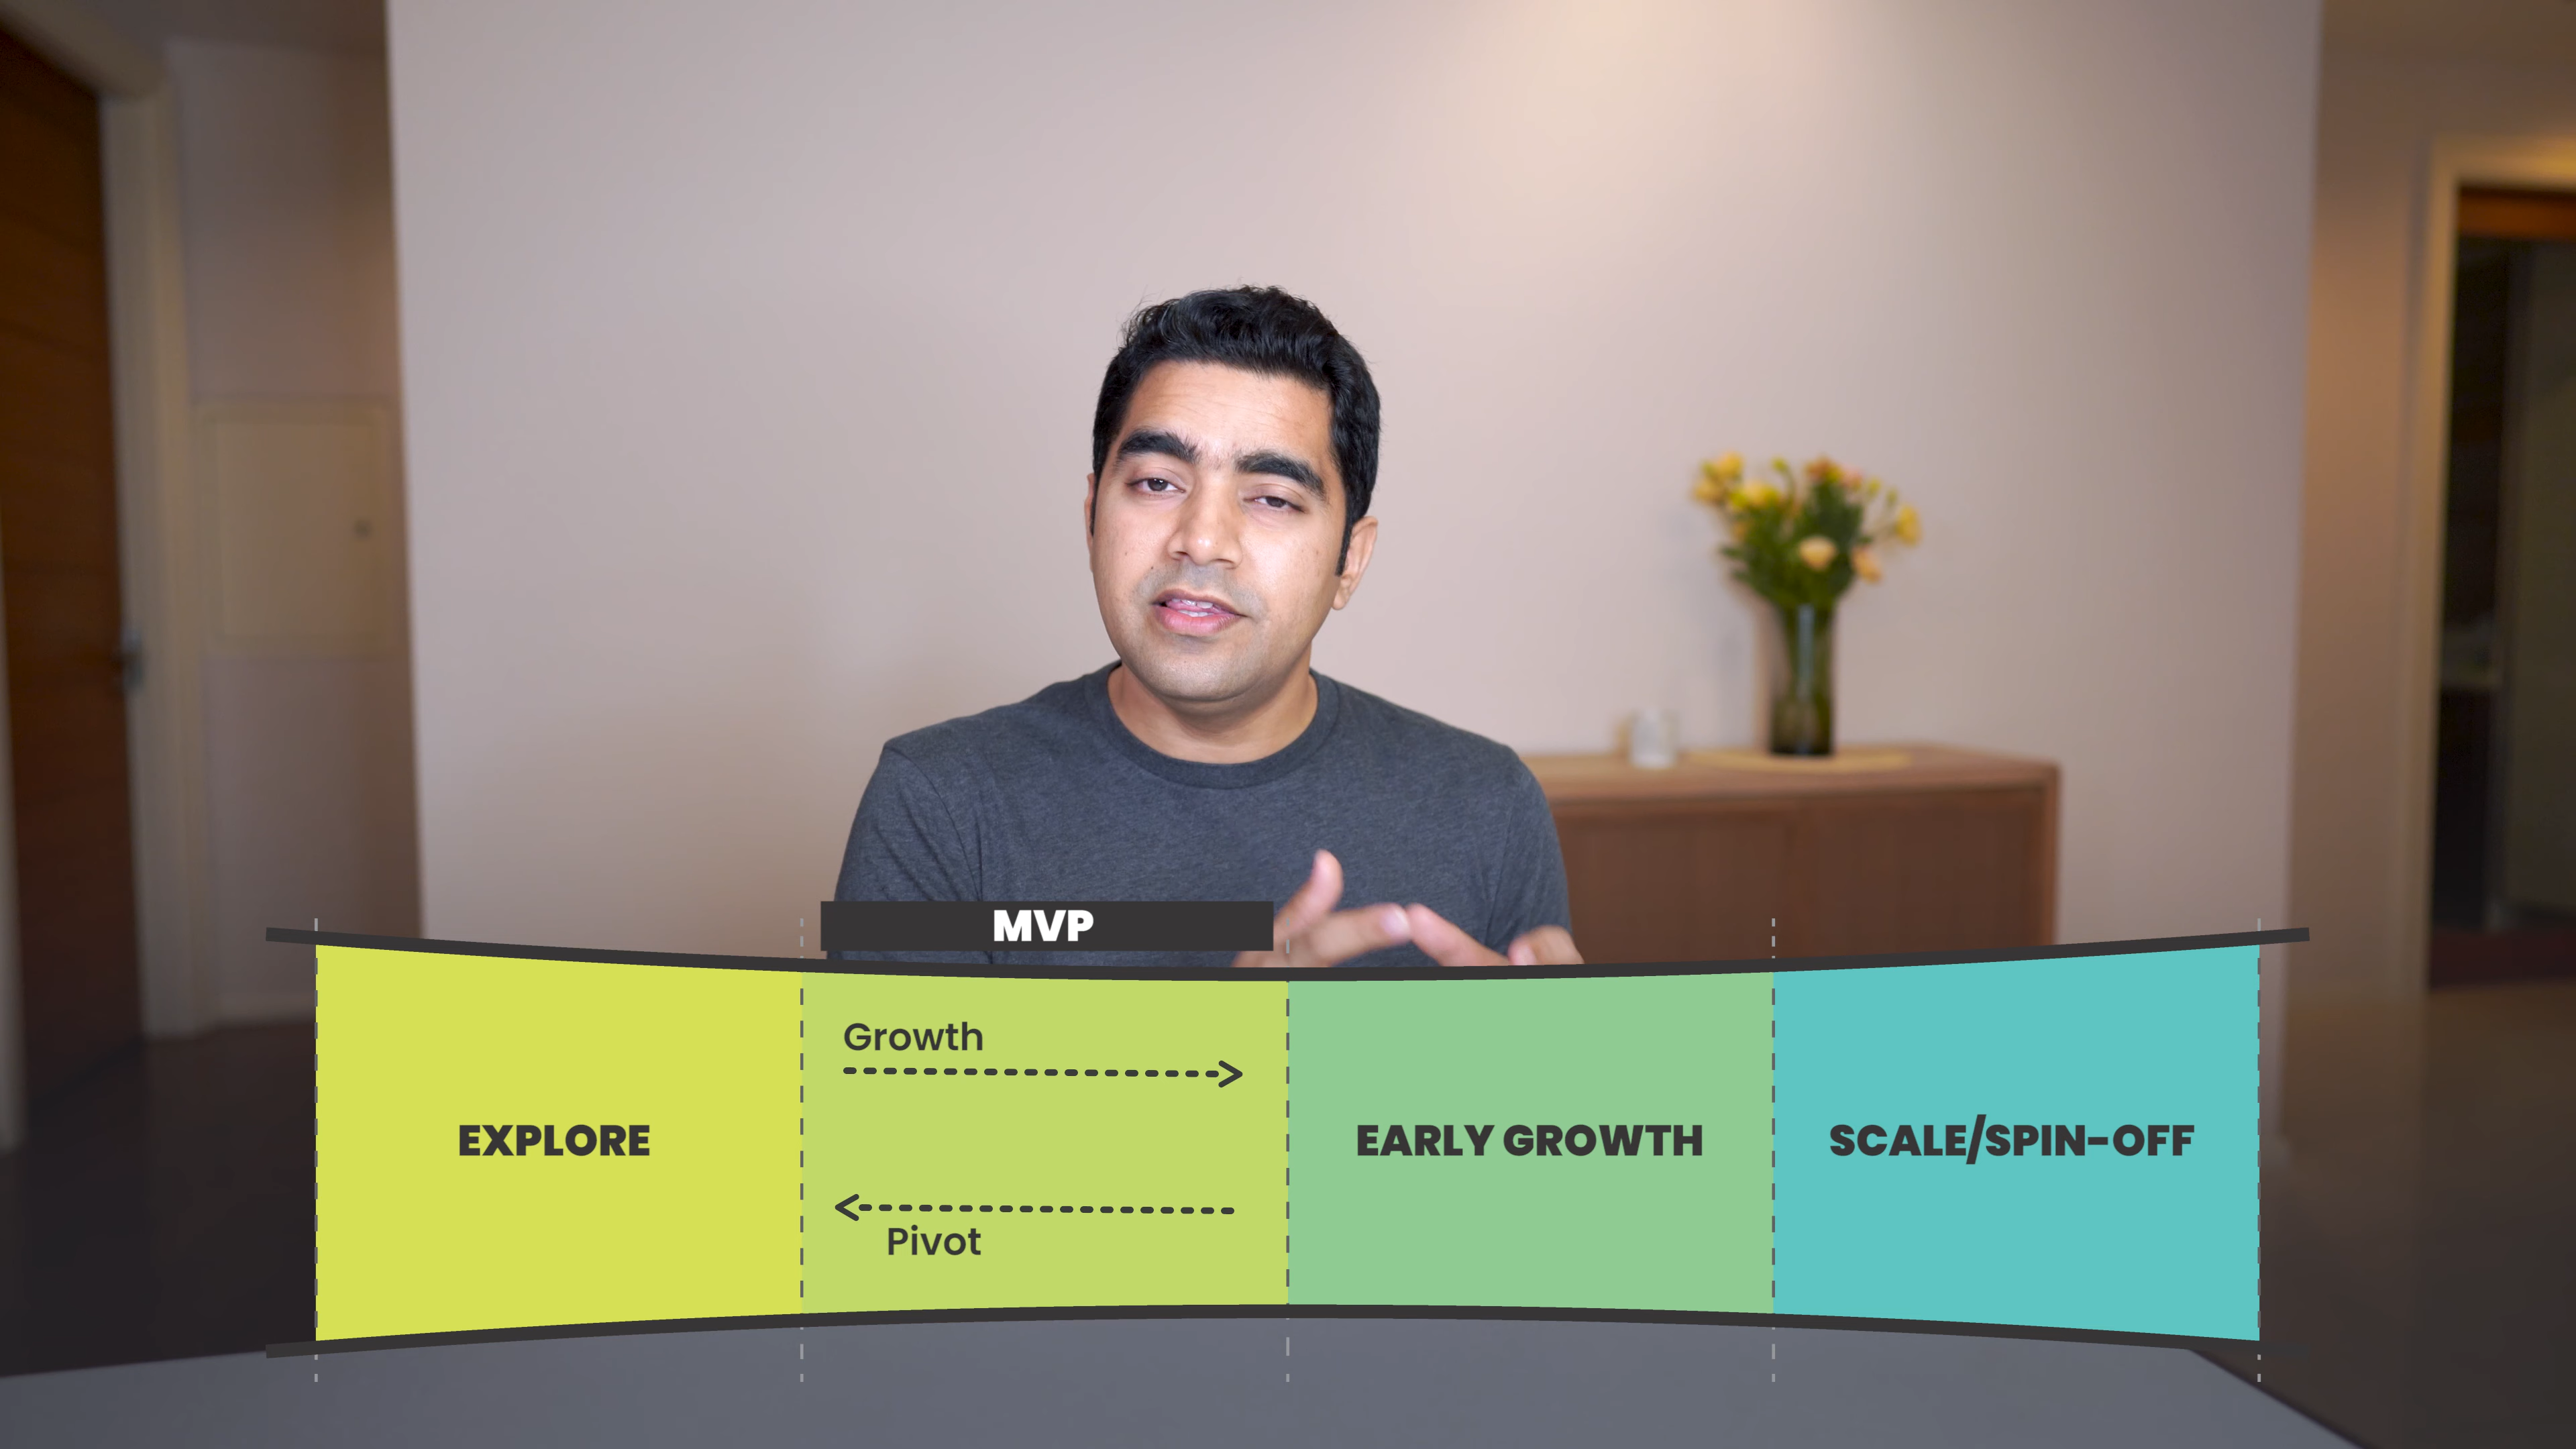 MVP
Growth
EXPLORE
EARLY GROWTH
SCALE/SPIN-OFF
Pivot